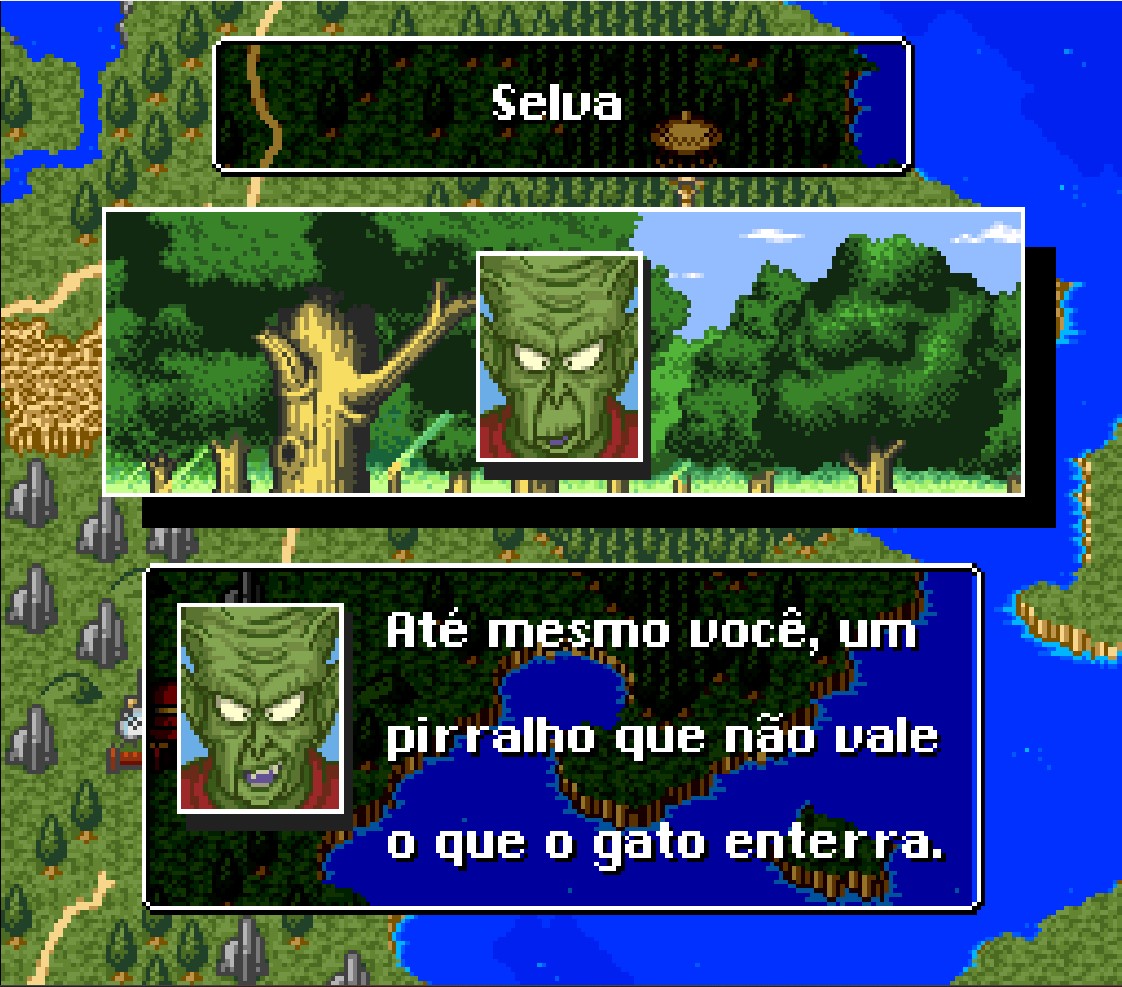 Selva
Até mesmo você, um
pirralho que não vale
o que o gato enterra.